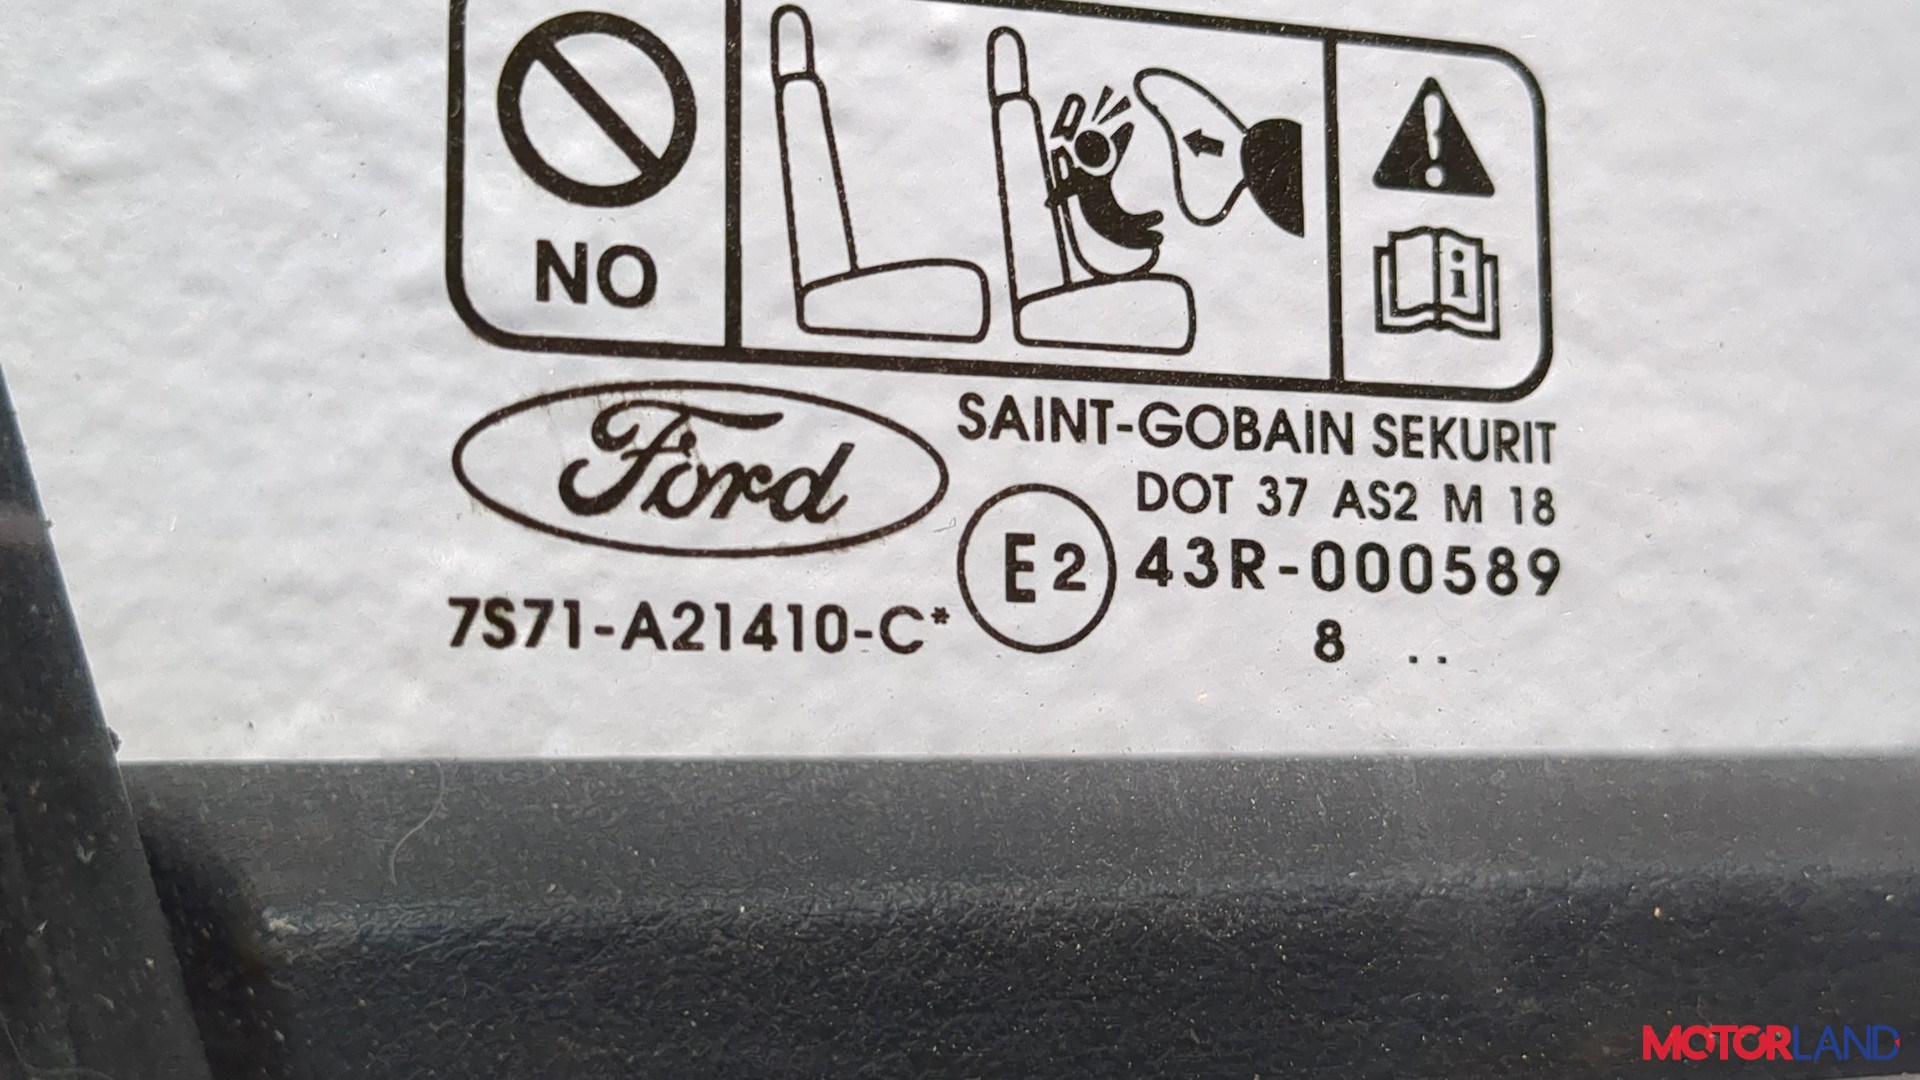 NO
i
Ford
SAINT-GOBAIN SEKURIT
DOT 37 AS2 M 18
E2 43R-000589
7S71-A21410-C*
8 ..
MOTORLAND